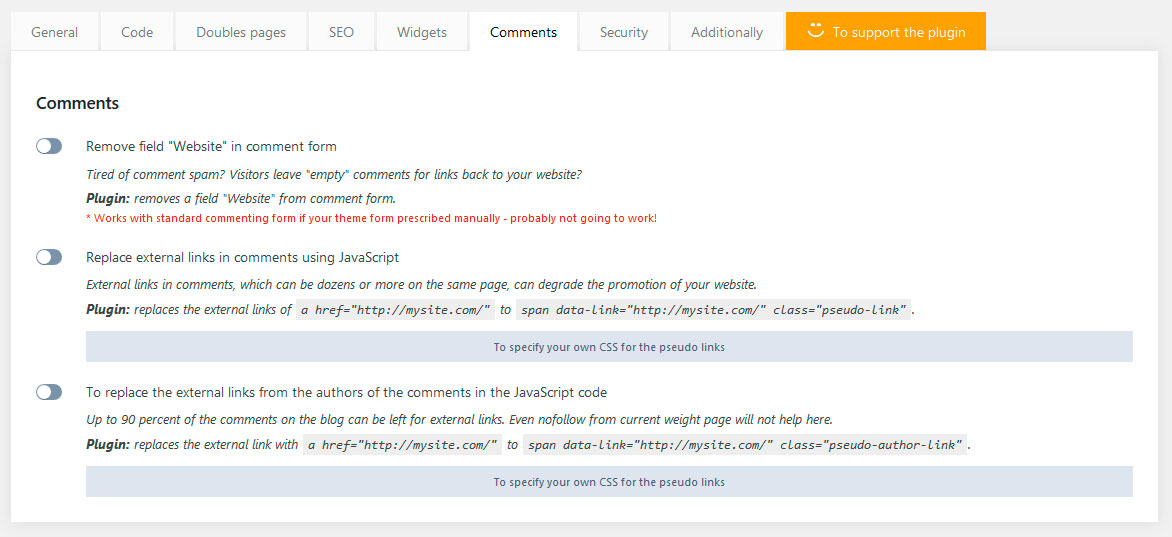 General
Code
Doubles pages
SEO
Widgets
Comments
Security
Additionally
To support the plugin
Comments
Remove field "Website" in comment form
Tired of comment spam? Visitors leave "empty" comments for links back to your website?
Plugin: removes a field "Website" from comment form.
* Works with standard commenting form if your theme form prescribed manually - probably not going to work!
Replace external links in comments using JavaScript
External links in comments, which can be dozens or more on the same page, can degrade the promotion of your website.
Plugin: replaces the external links of a href="http://mysite.com/" to span data-link="http://mysite.com/" class="pseudo-link".
To specify your own CSS for the pseudo links
To replace the external links from the authors of the comments in the JavaScript code
Up to 90 percent of the comments on the blog can be left for external links. Even nofollow from current weight page will not help here.
Plugin: replaces the external link with a href="http://mysite.com/" to span data-link="http://mysite.com/" class="pseudo-author-link".
To specify your own CSS for the pseudo links